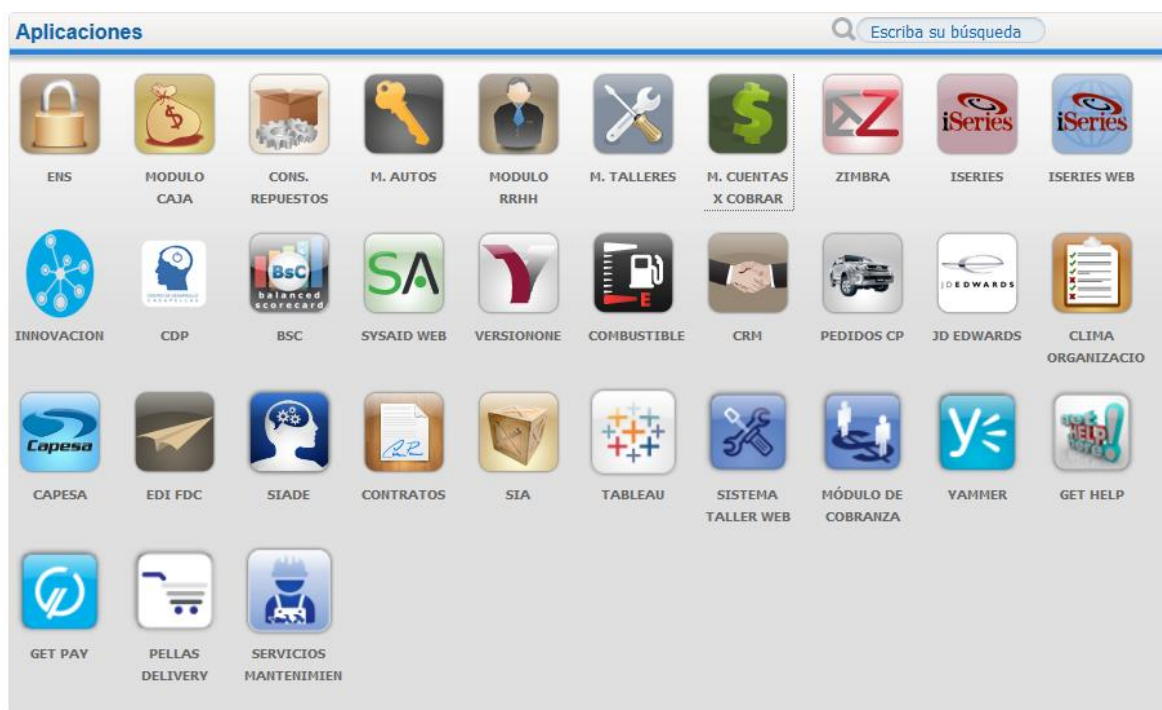 Aplicaciones
Escriba su búsqueda
iSeries
iSeries
ENS
MODULO
CAJA
CONS.
REPUESTOS
M. AUTOS
MODULO
RRHH
M. TALLERES
M. CUENTAS
X COBRAR
ZIMBRA
ISERIES
ISERIES WEB
BSC
balanced
scorecard
SA
E
JDEDWARDS
INNOVACION
CDP
BSC
SYSAID WEB
VERSIONONE
COMBUSTIBLE
CRM
PEDIDOS CP
JD EDWARDS
CLIMA
ORGANIZACIO
Capesa
get
HELP
here
CAPESA
EDI FDC
SIADE
CONTRATOS
SIA
TABLEAU
SISTEMA
TALLER WEB
MÓDULO DE
COBRANZA
YAMMER
GET HELP
GET PAY
PELLAS
DELIVERY
SERVICIOS
MANTENIMIEN